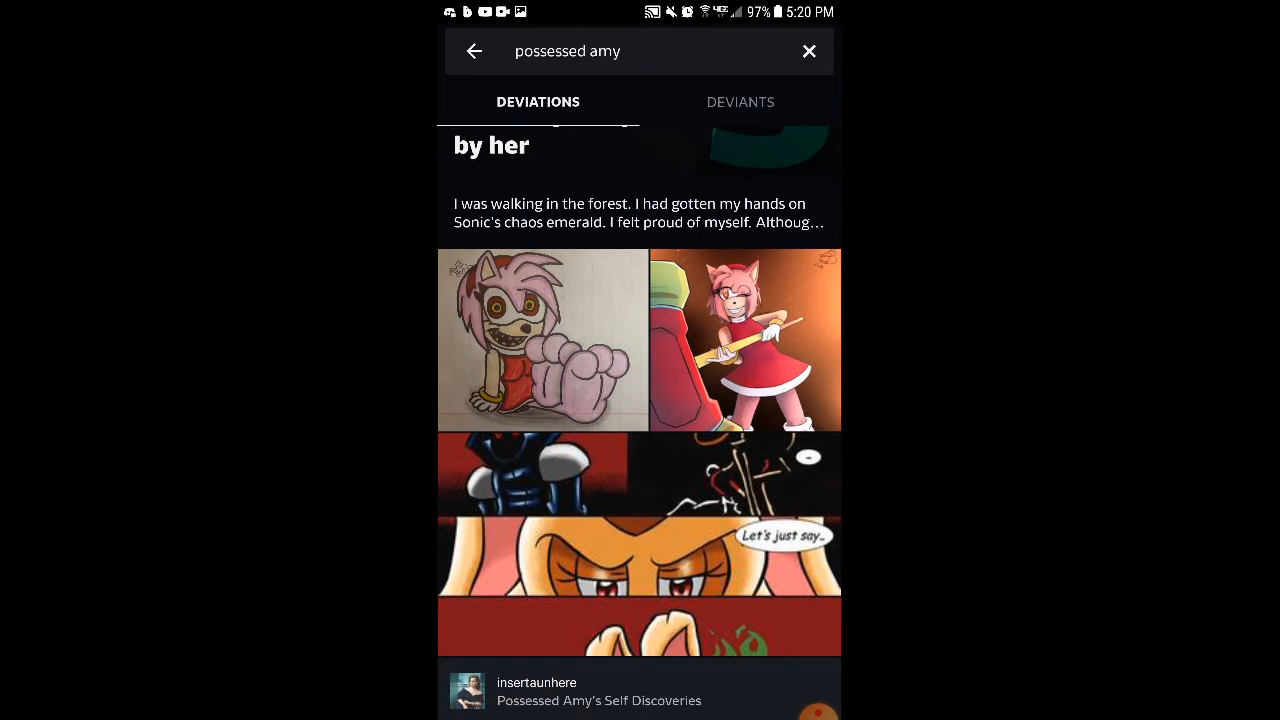 97% 5:20 PM
possessed amy
DEVIATIONS
DEVIANTS
by her
I was walking in the forest. I had gotten my hands on
Sonic's chaos emerald. I felt proud of myself. Althoug...
Let's just say..
insertaunhere
Possessed Amy's Self Discoveries